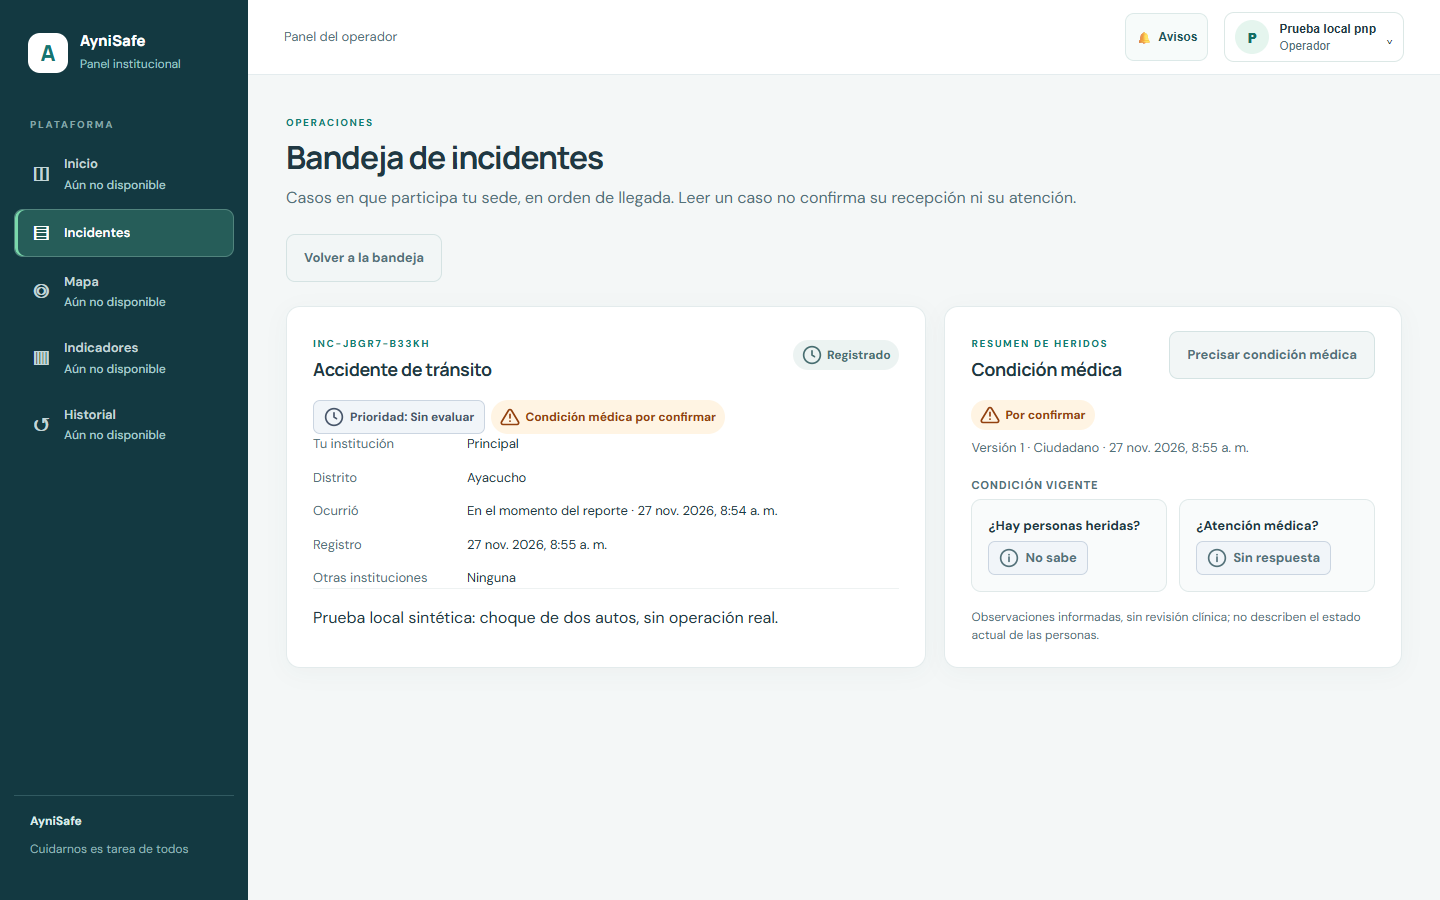 A
AyniSafe
Panel institucional
PLATAFORMA
Inicio
Aún no disponible
Incidentes
Mapa
Aún no disponible
Indicadores
Aún no disponible
Historial
Aún no disponible
AyniSafe
Cuidarnos es tarea de todos
Panel del operador
Avisos
P
Prueba local pnp
Operador
OPERACIONES
Bandeja de incidentes
Casos en que participa tu sede, en orden de llegada. Leer un caso no confirma su recepción ni su atención.
Volver a la bandeja
INC-JBGR7-B33KH
Accidente de tránsito
Registrado
Prioridad: Sin evaluar
Condición médica por confirmar
Tu institución Principal
Distrito Ayacucho
Ocurrió En el momento del reporte · 27 nov. 2026, 8:54 a. m.
Registro 27 nov. 2026, 8:55 a. m.
Otras instituciones Ninguna
Prueba local sintética: choque de dos autos, sin operación real.
RESUMEN DE HERIDOS
Condición médica
Precisar condición médica
Por confirmar
Versión 1 · Ciudadano · 27 nov. 2026, 8:55 a. m.
CONDICIÓN VIGENTE
¿Hay personas heridas?
No sabe
¿Atención médica?
Sin respuesta
Observaciones informadas, sin revisión clínica; no describen el estado
actual de las personas.